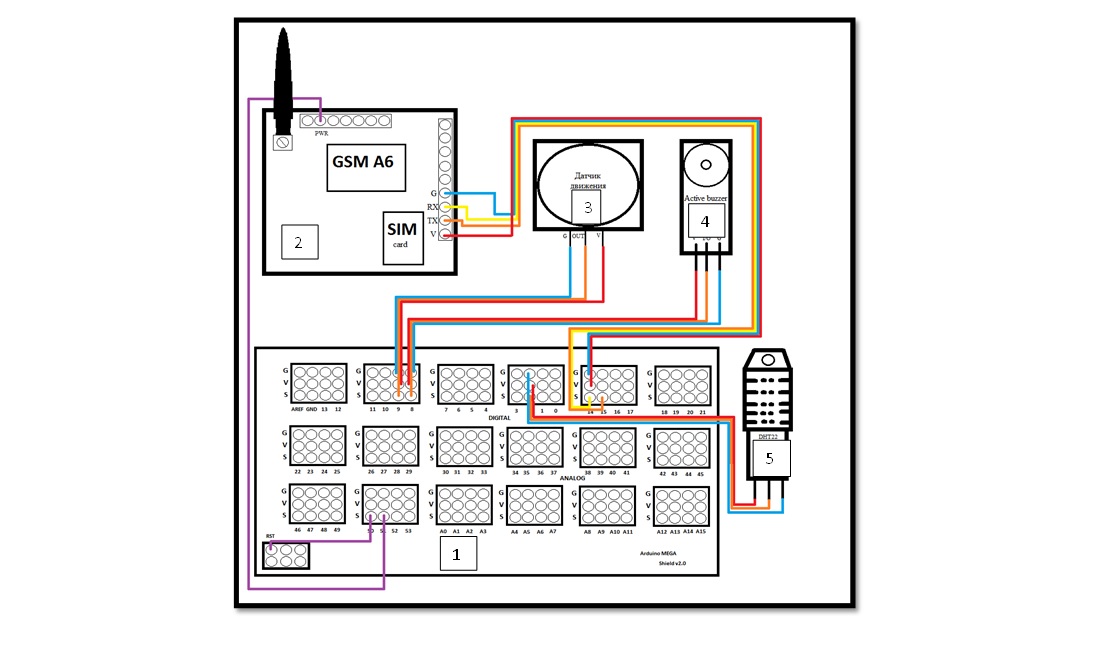 PWR
GSM A6
G
RX
TX
V
SIM
card
2
Датчик
движения
3
G OUT V
Active buzzer
4
G
V
S
AREF GND 13 12
G
V
S
11 10 9 8
G
V
S
7 6 5 4
G
V
S
3 1 0
G
V
S
14 15 16 17
G
V
S
18 19 20 21
DIGITAL
G
V
S
22 23 24 25
G
V
S
26 27 28 29
G
V
S
30 31 32 33
G
V
S
34 35 36 37
G
V
S
38 39 40 41
G
V
S
42 43 44 45
ANALOG
G
V
S
46 47 48 49
G
V
S
50 51 52 53
G
V
S
A0 A1 A2 A3
G
V
S
A4 A5 A6 A7
G
V
S
A8 A9 A10 A11
G
V
S
A12 A13 A14 A15
RST
1
Arduino MEGA
Shield v2.0
DHT22
5